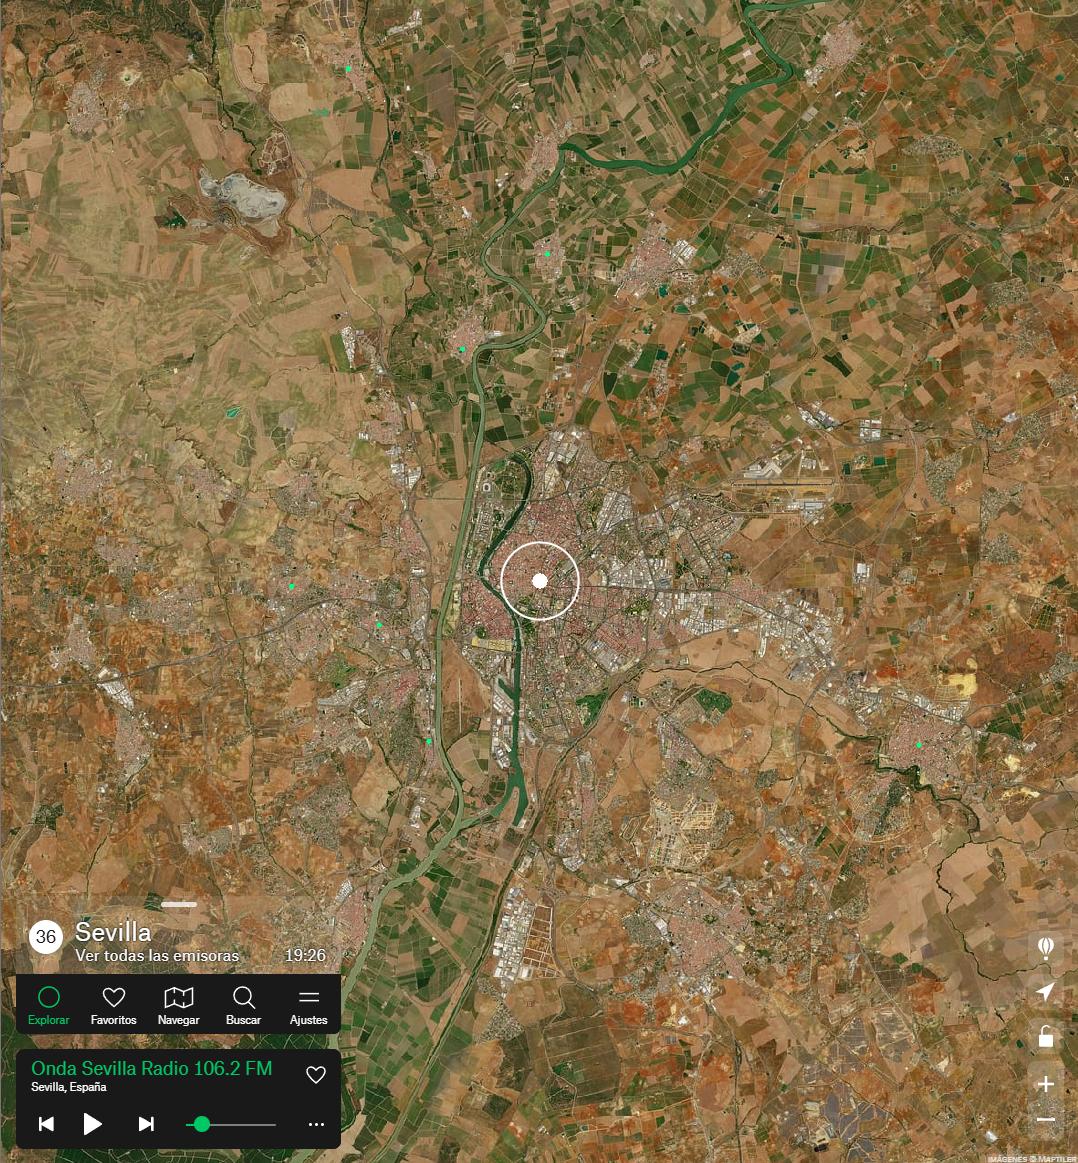 36
Sevilla
Ver todas las emisoras 19:26
Explorar Favoritos Navegar Buscar Ajustes
Onda Sevilla Radio 106.2 FM
Sevilla, España
IMÁGENES © MAPTILER